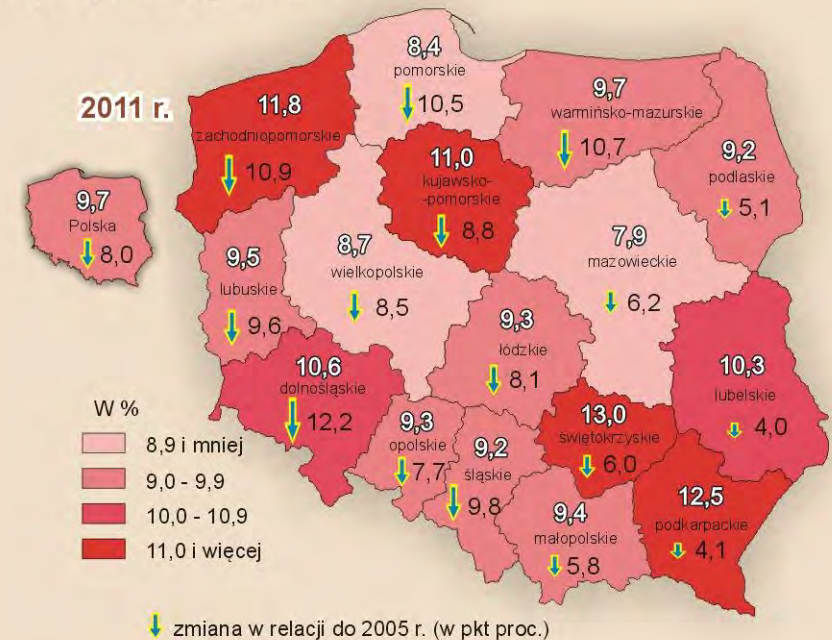 2011 r.
8,4
pomorskie
10,5
9,7
warmińsko-mazurskie
10,7
11,8
zachodniopomorskie
10,9
11,0
kujawsko-
-pomorskie
8,8
9,2
podlaskie
5,1
9,7
Polska
8,0
9,5
lubuskie
9,6
8,7
wielkopolskie
8,5
7,9
mazowieckie
6,2
9,3
łódzkie
8,1
10,6
dolnośląskie
12,2
10,3
lubelskie
4,0
9,3
opolskie
7,7
9,2
śląskie
9,8
13,0
świętokrzyskie
6,0
9,4
małopolskie
5,8
12,5
podkarpackie
4,1
W %
8,9 i mniej
9,0 - 9,9
10,0 - 10,9
11,0 i więcej
zmiana w relacji do 2005 r. (w pkt proc.)